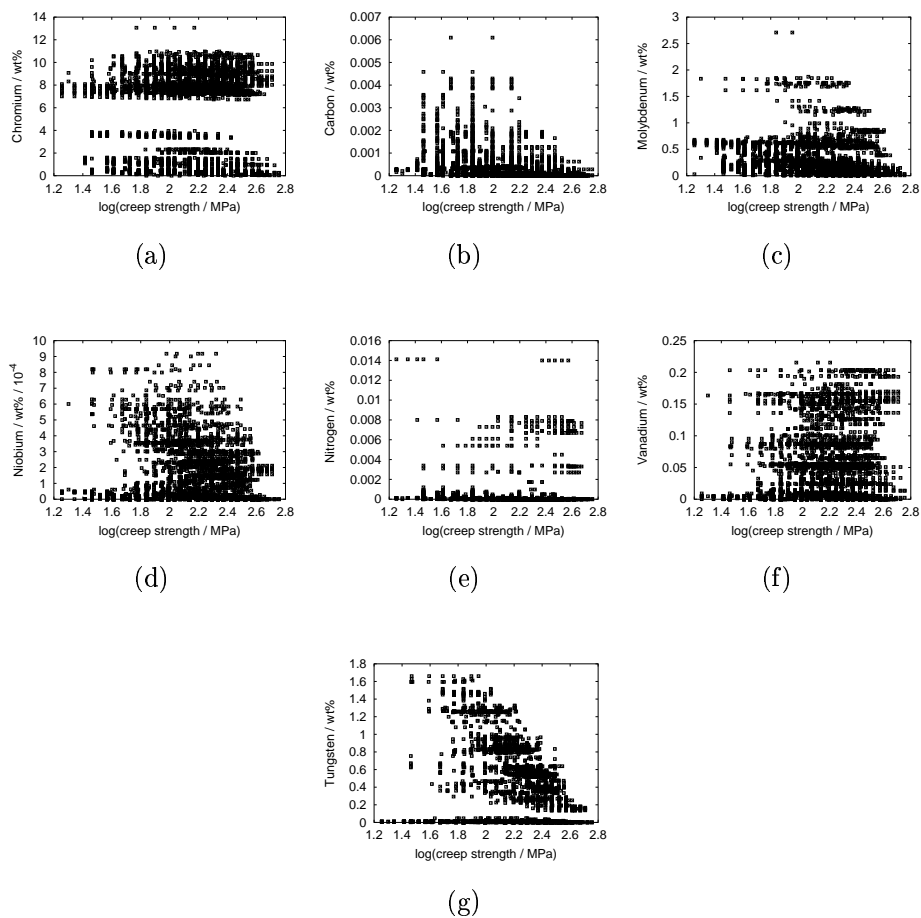 14
12
10
8
6
4
2
0
Chromium / wt%
1.2 1.4 1.6 1.8 2 2.2 2.4 2.6 2.8
log(creep strength / MPa)
(a)
0.007
0.006
0.005
0.004
0.003
0.002
0.001
0
Carbon / wt%
1.2 1.4 1.6 1.8 2 2.2 2.4 2.6 2.8
log(creep strength / MPa)
(b)
3
2.5
2
1.5
1
0.5
0
Molybdenum / wt%
1.2 1.4 1.6 1.8 2 2.2 2.4 2.6 2.8
log(creep strength / MPa)
(c)
10
9
8
7
6
5
4
3
2
1
0
Niobium / wt% / 10⁻⁴
1.2 1.4 1.6 1.8 2 2.2 2.4 2.6 2.8
log(creep strength / MPa)
(d)
0.016
0.014
0.012
0.01
0.008
0.006
0.004
0.002
0
Nitrogen / wt%
1.2 1.4 1.6 1.8 2 2.2 2.4 2.6 2.8
log(creep strength / MPa)
(e)
0.25
0.2
0.15
0.1
0.05
0
Vanadium / wt%
1.2 1.4 1.6 1.8 2 2.2 2.4 2.6 2.8
log(creep strength / MPa)
(f)
1.8
1.6
1.4
1.2
1
0.8
0.6
0.4
0.2
0
Tungsten / wt%
1.2 1.4 1.6 1.8 2 2.2 2.4 2.6 2.8
log(creep strength / MPa)
(g)